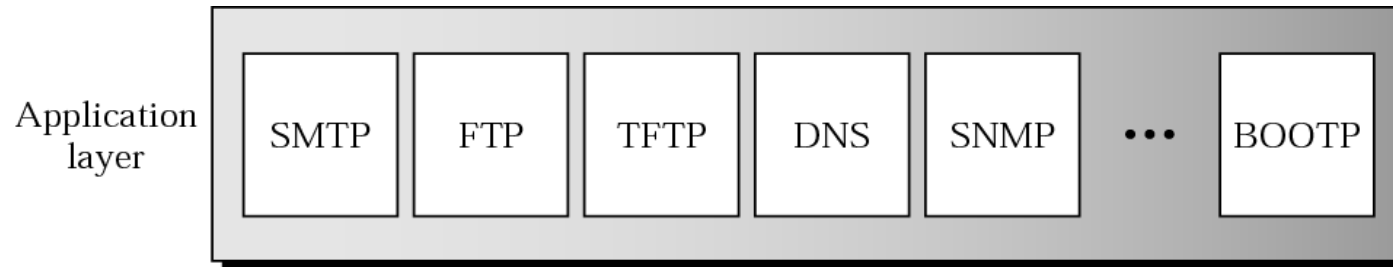 Application
layer
SMTP
FTP
TFTP
DNS
SNMP
•••
BOOTP